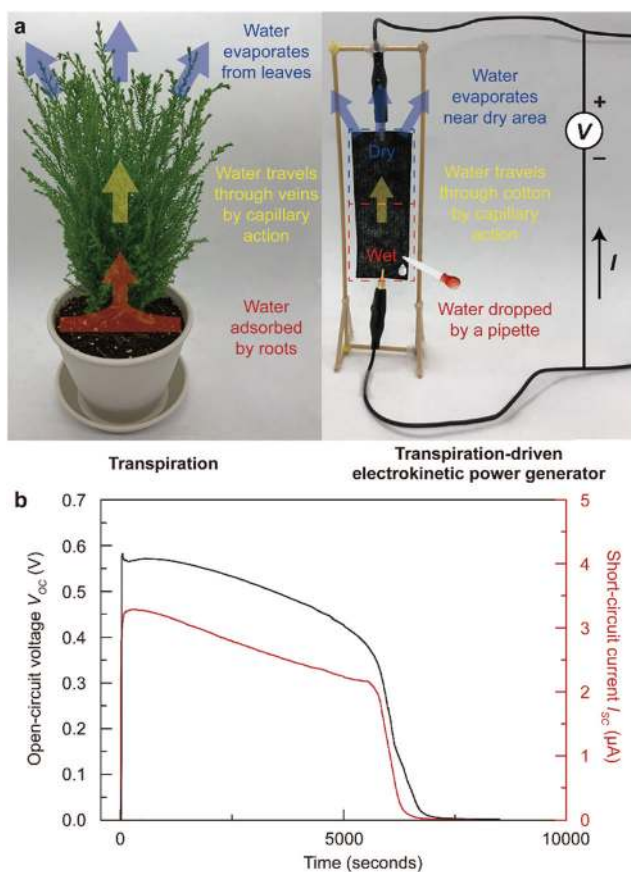 a
Water
evaporates
from leaves
Water travels
through veins
by capillary
action
Water
adsorbed
by roots
Water
evaporates
near dry area
Dry
Water travels
through cotton
by capillary
action
Wet
Water dropped
by a pipette
+
V
−
I
Transpiration
Transpiration-driven
electrokinetic power generator
b
0.7
0.6
0.5
0.4
0.3
0.2
0.1
0.0
Open-circuit voltage VOC (V)
5
4
3
2
1
0
Short-circuit current ISC (µA)
0 5000 10000
Time (seconds)